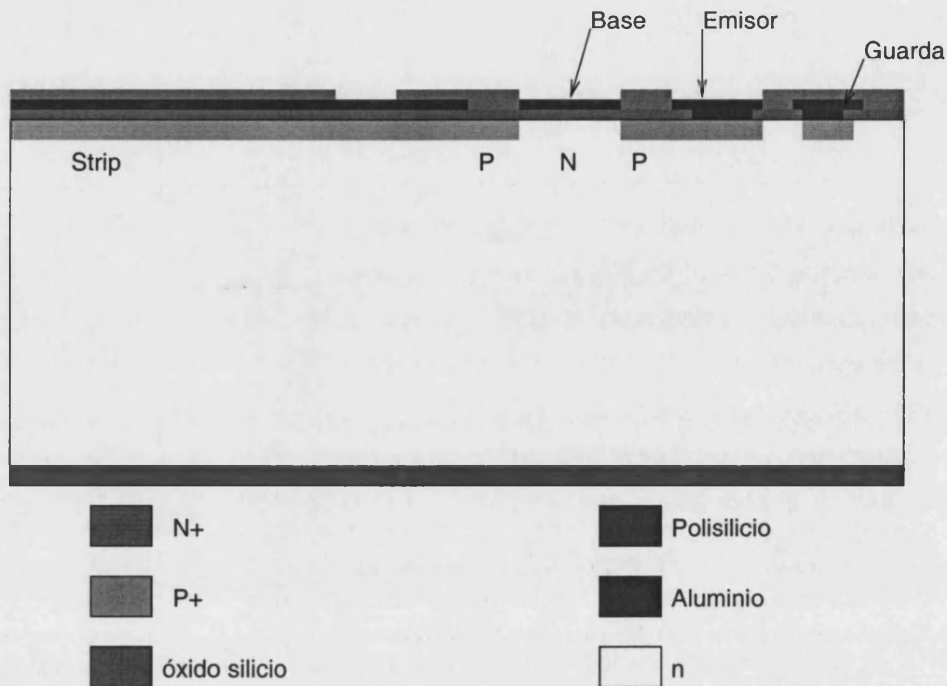 Base
Emisor
Guarda
Strip
P
N
P
N+
Polisilicio
P+
Aluminio
óxido silicio
n